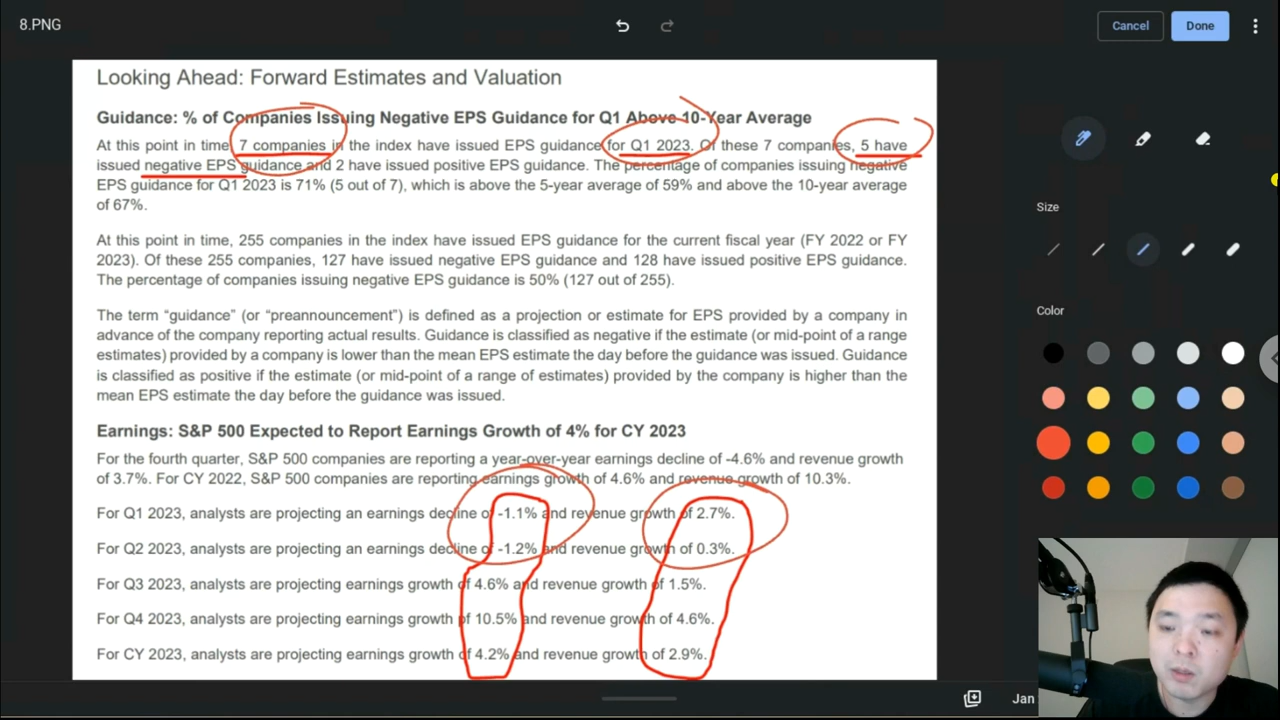 8.PNG
Cancel
Done
Looking Ahead: Forward Estimates and Valuation
Guidance: % of Companies Issuing Negative EPS Guidance for Q1 Above 10-Year Average
At this point in time, 7 companies in the index have issued EPS guidance for Q1 2023. Of these 7 companies, 5 have
issued negative EPS guidance and 2 have issued positive EPS guidance. The percentage of companies issuing negative
EPS guidance for Q1 2023 is 71% (5 out of 7), which is above the 5-year average of 59% and above the 10-year average
of 67%.
At this point in time, 255 companies in the index have issued EPS guidance for the current fiscal year (FY 2022 or FY
2023). Of these 255 companies, 127 have issued negative EPS guidance and 128 have issued positive EPS guidance.
The percentage of companies issuing negative EPS guidance is 50% (127 out of 255).
The term “guidance” (or “preannouncement”) is defined as a projection or estimate for EPS provided by a company in
advance of the company reporting actual results. Guidance is classified as negative if the estimate (or mid-point of a range
estimates) provided by a company is lower than the mean EPS estimate the day before the guidance was issued. Guidance
is classified as positive if the estimate (or mid-point of a range of estimates) provided by the company is higher than the
mean EPS estimate the day before the guidance was issued.
Earnings: S&P 500 Expected to Report Earnings Growth of 4% for CY 2023
For the fourth quarter, S&P 500 companies are reporting a year-over-year earnings decline of -4.6% and revenue growth
of 3.7%. For CY 2022, S&P 500 companies are reporting earnings growth of 4.6% and revenue growth of 10.3%.
For Q1 2023, analysts are projecting an earnings decline of -1.1% and revenue growth of 2.7%.
For Q2 2023, analysts are projecting an earnings decline of -1.2% and revenue growth of 0.3%.
For Q3 2023, analysts are projecting earnings growth of 4.6% and revenue growth of 1.5%.
For Q4 2023, analysts are projecting earnings growth of 10.5% and revenue growth of 4.6%.
For CY 2023, analysts are projecting earnings growth of 4.2% and revenue growth of 2.9%.
Size
Color
Jan